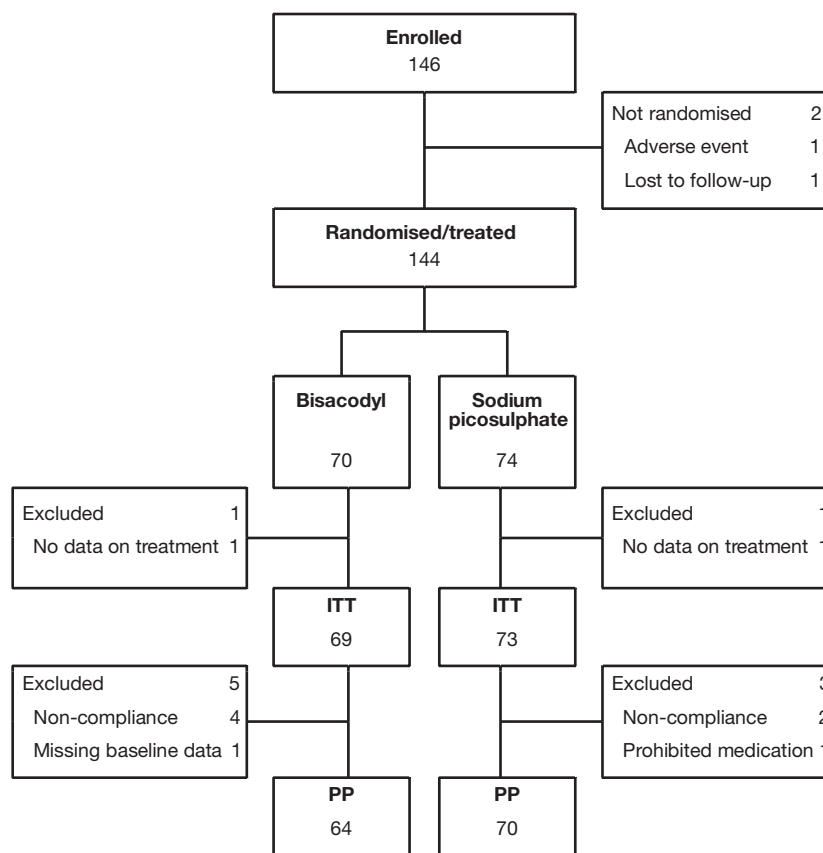 Enrolled
146
Not randomised 2
Adverse event 1
Lost to follow-up 1
Randomised/treated
144
Bisacodyl
70
Sodium
picosulphate
74
Excluded 1
No data on treatment 1
Excluded 1
No data on treatment 1
ITT
69
ITT
73
Excluded 5
Non-compliance 4
Missing baseline data 1
Excluded 3
Non-compliance 2
Prohibited medication 1
PP
64
PP
70